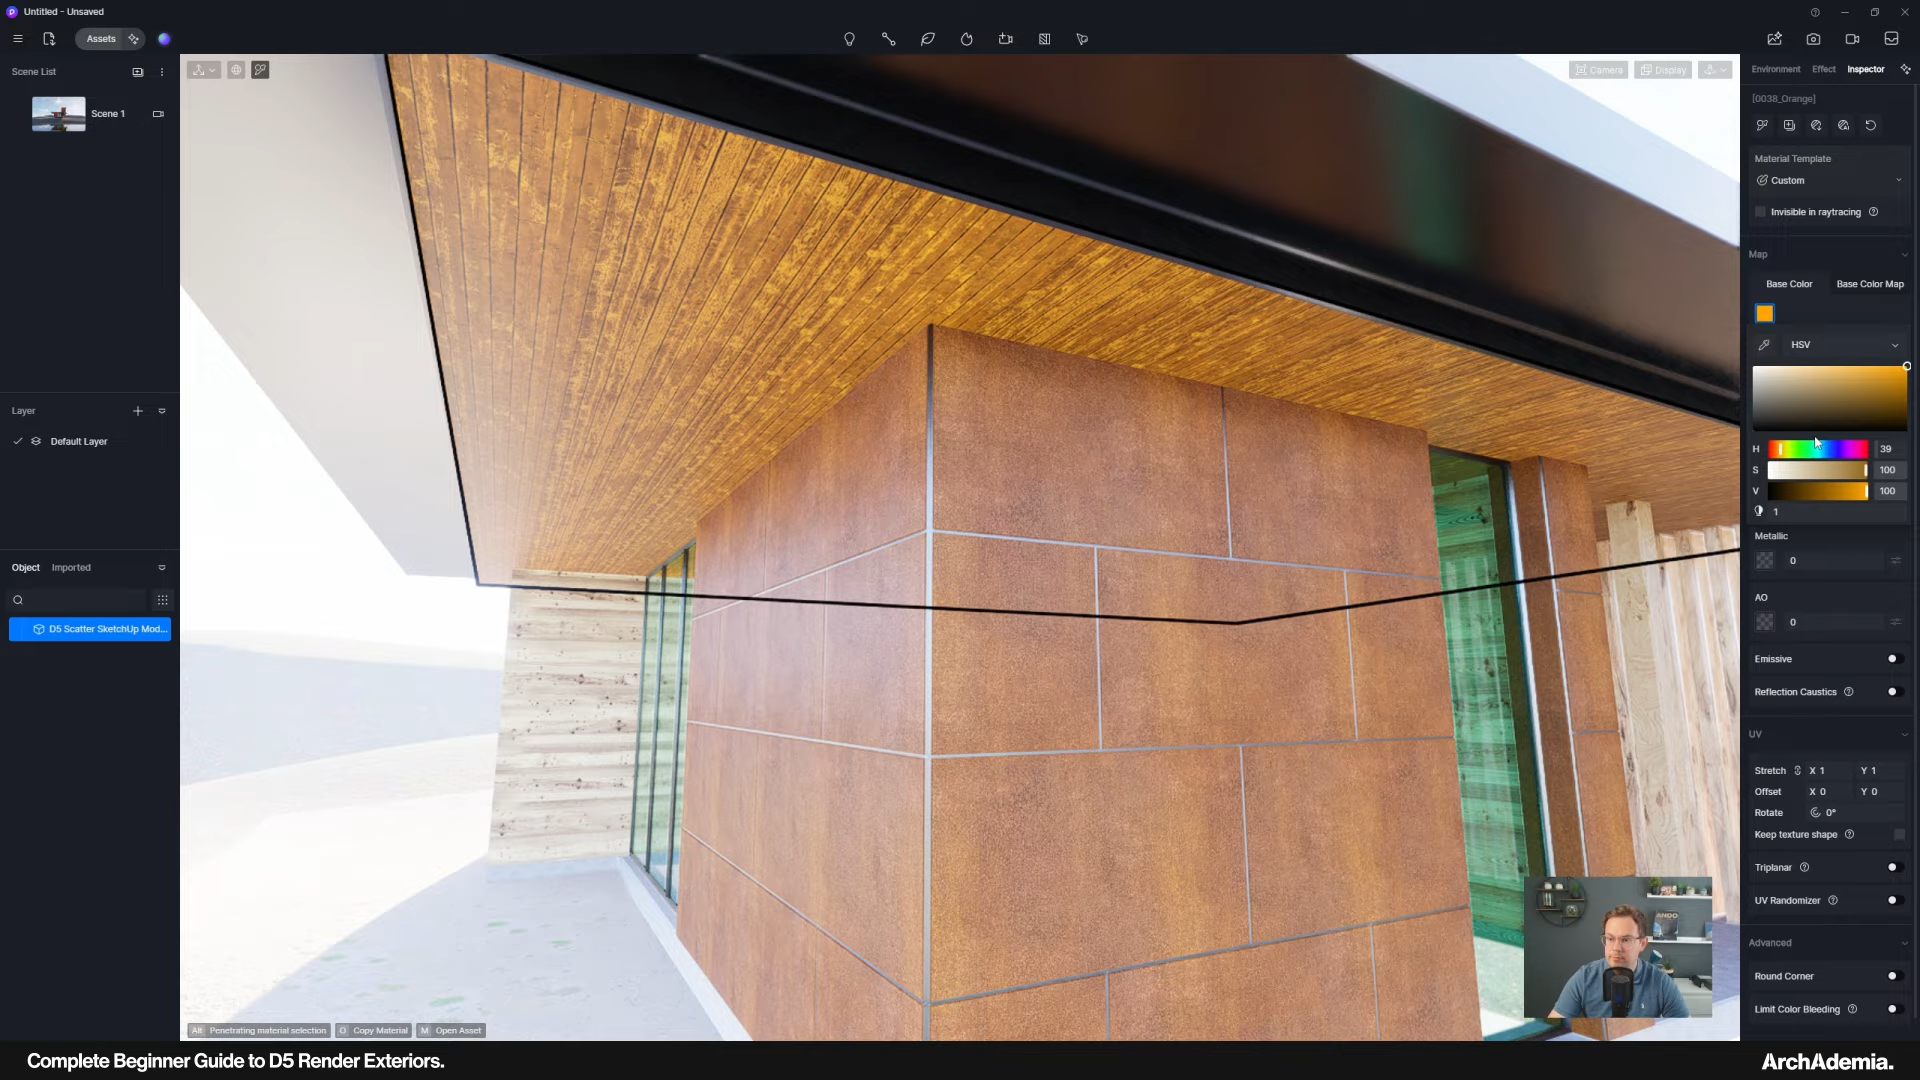 Untitled - Unsaved
Assets
Scene List
Scene 1
Layer
Default Layer
Object
Imported
D5 Scatter SketchUp Mod...
Camera
Display
Environment
Effect
Inspector
[0038_Orange]
Material Template
Custom
Invisible in raytracing
Map
Base Color
Base Color Map
HSV
H
39
S
100
V
100
1
Metallic
0
AO
0
Emissive
Reflection Caustics
UV
Stretch
X 1
Y 1
Offset
X 0
Y 0
Rotate
0°
Keep texture shape
Triplanar
UV Randomizer
Advanced
Round Corner
Limit Color Bleeding
ANDO
Alt Penetrating material selection
Copy Material
M Open Asset
Complete Beginner Guide to D5 Render Exteriors.
ArchAdemia.